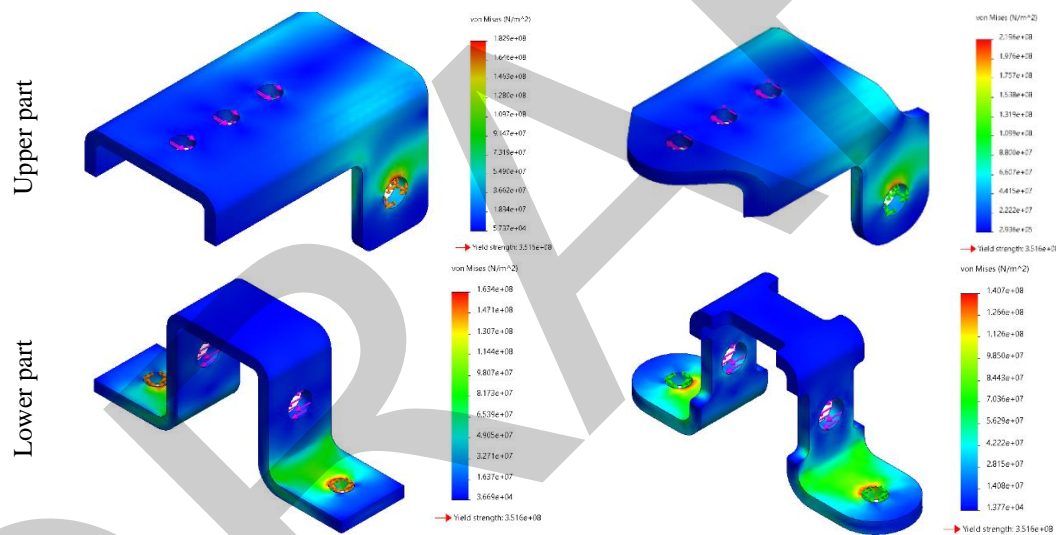 Upper part
von Mises (N/m^2)
1.829e+08
1.646e+08
1.463e+08
1.280e+08
1.097e+08
9.147e+07
7.319e+07
5.490e+07
3.662e+07
1.834e+07
5.737e+04
Yield strength: 3.516e+08
von Mises (N/m^2)
2.196e+08
1.976e+08
1.757e+08
1.538e+08
1.319e+08
1.099e+08
8.800e+07
6.607e+07
4.415e+07
2.222e+07
2.936e+05
Yield strength: 3.516e+08
Lower part
von Mises (N/m^2)
1.634e+08
1.471e+08
1.307e+08
1.144e+08
9.807e+07
8.173e+07
6.539e+07
4.905e+07
3.271e+07
1.637e+07
3.669e+04
Yield strength: 3.516e+08
von Mises (N/m^2)
1.407e+08
1.266e+08
1.126e+08
9.850e+07
8.443e+07
7.036e+07
5.629e+07
4.222e+07
2.815e+07
1.408e+07
1.377e+04
Yield strength: 3.516e+08